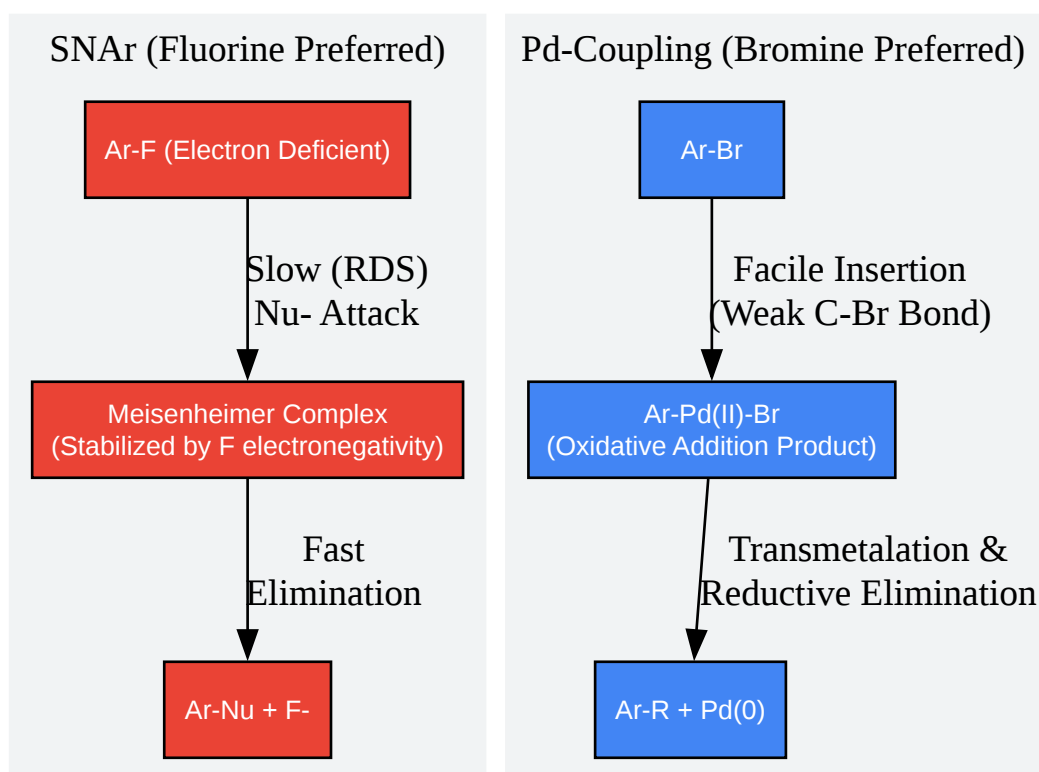 SNAr (Fluorine Preferred)
Ar-F (Electron Deficient)
Slow (RDS)
Nu- Attack
Meisenheimer Complex
(Stabilized by F electronegativity)
Fast
Elimination
Ar-Nu + F-
Pd-Coupling (Bromine Preferred)
Ar-Br
Facile Insertion
(Weak C-Br Bond)
Ar-Pd(II)-Br
(Oxidative Addition Product)
Transmetalation &
Reductive Elimination
Ar-R + Pd(0)